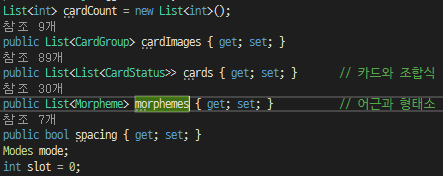 List<int> cardCount = new List<int>();
참조 9개
public List<CardGroup> cardImages { get; set; }
참조 89개
public List<List<CardStatus>> cards { get; set; } // 카드와 조합식
참조 30개
public List<Morpheme> morphemes { get; set; } // 어근과 형태소
참조 7개
public bool spacing { get; set; }
Modes mode;
int slot = 0;